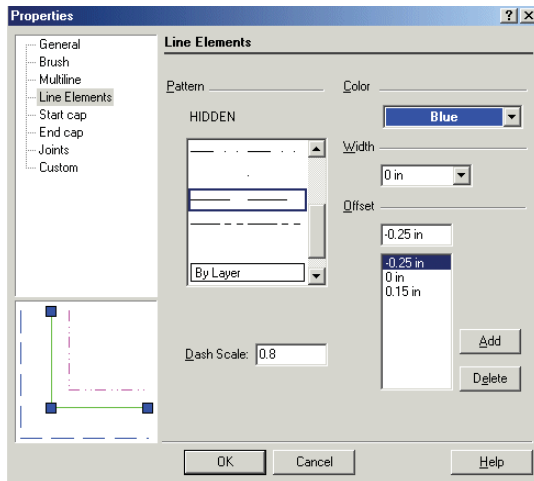 Properties
General
Brush
Multiline
Line Elements
Start cap
End cap
Joints
Custom
Line Elements
Pattern
HIDDEN
By Layer
Dash Scale: 0.8
Color
Blue
Width
0 in
Offset
-0.25 in
-0.25 in
0 in
0.15 in
Add
Delete
OK
Cancel
Help